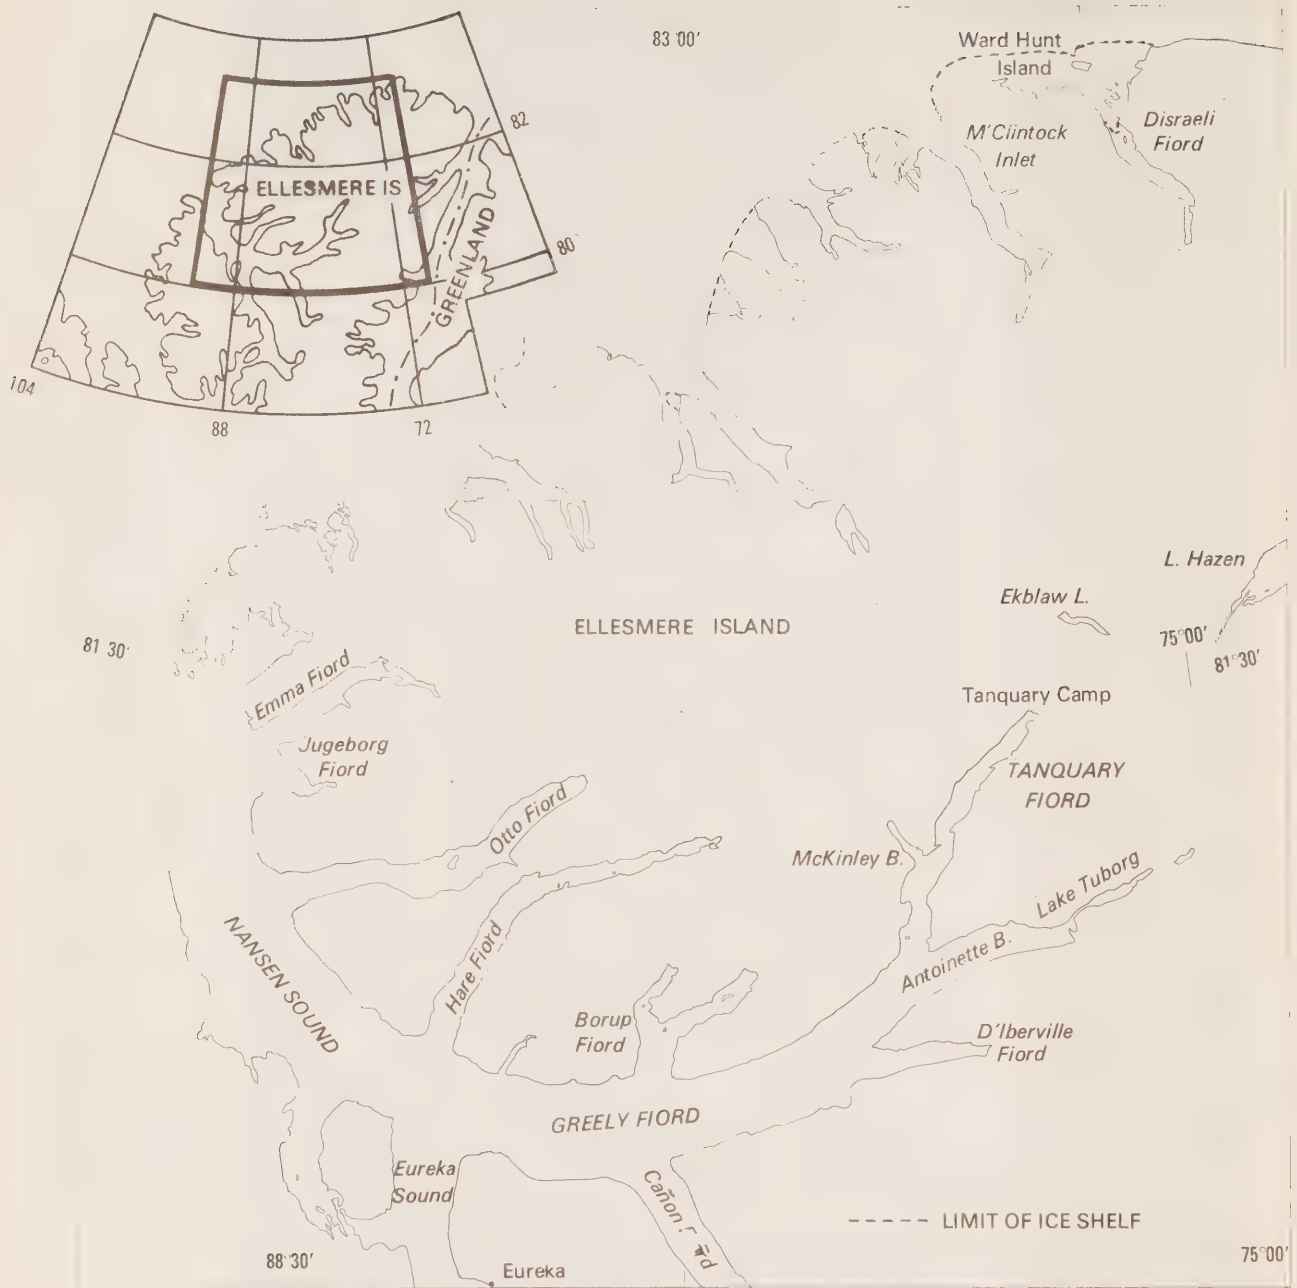 83 00'
Ward Hunt
Island
M'Clintock
Inlet
Disraeli
Fiord
82
ELLESMERE IS
GREENLAND
80
104
88
72
L. Hazen
Ekblaw L.
ELLESMERE ISLAND
75°00'
81°30'
81 30'
Emma Fiord
Tanquary Camp
Jugeborg
Fiord
TANQUARY
FIORD
Otto Fiord
McKinley B.
Lake Tuborg
NANSEN SOUND
Hare Fiord
Antoinette B.
Borup
Fiord
D'Iberville
Fiord
GREELY FIORD
Eureka
Sound
Cañon
LIMIT OF ICE SHELF
88 30'
Eureka
75°00'